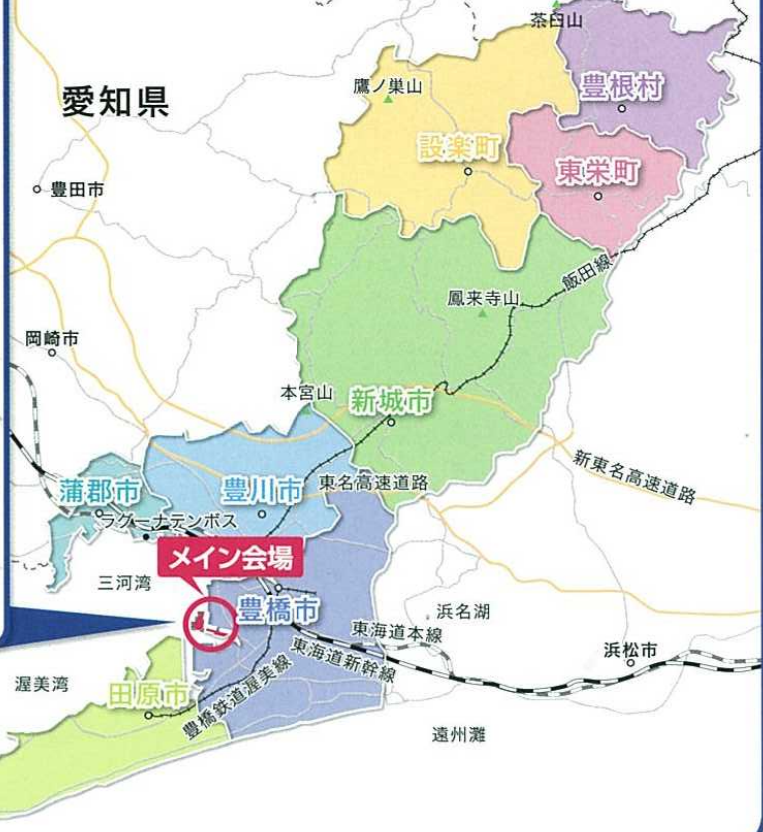 茶臼山
愛知県
鷹ノ巣山
豊根村
設楽町
東栄町
豊田市
飯田線
鳳来寺山
岡崎市
本宮山
新城市
新東名高速道路
蒲郡市
豊川市
東名高速道路
ラグーナテンボス
メイン会場
三河湾
豊橋市
浜名湖
東海道本線
浜松市
東海道新幹線
渥美湾
田原市
豊橋鉄道渥美線
遠州灘